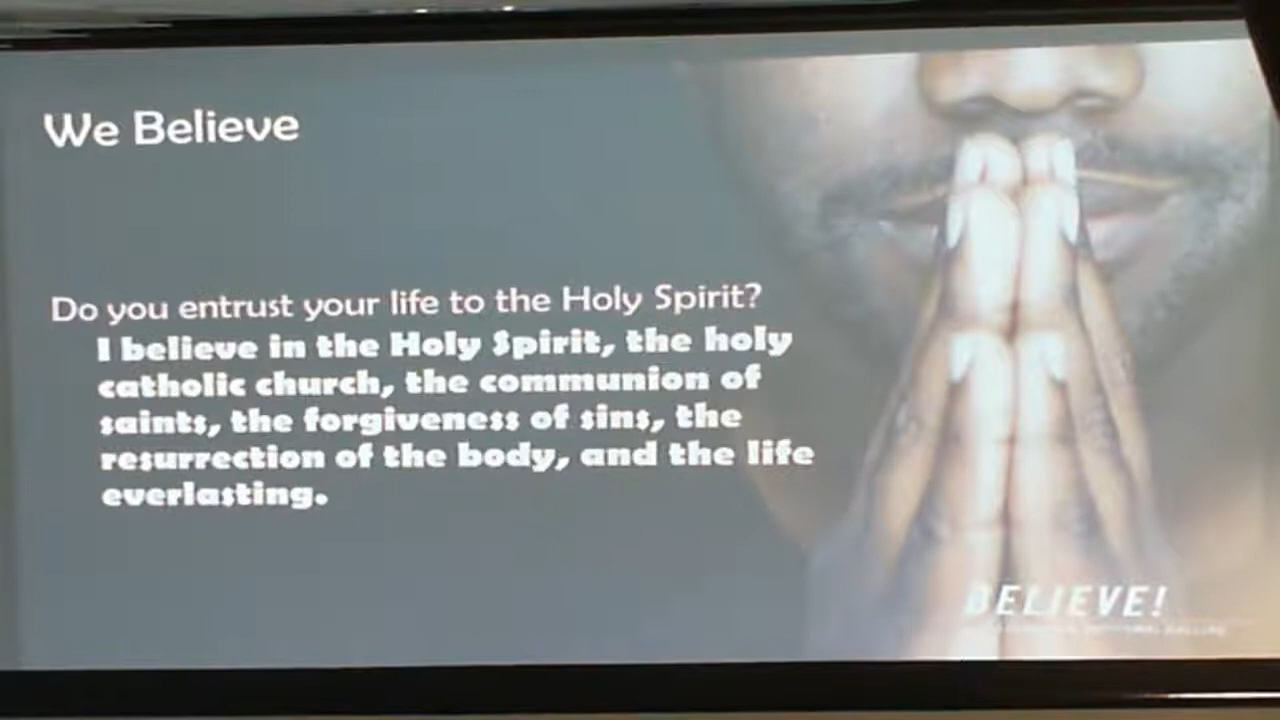 We Believe
Do you entrust your life to the Holy Spirit?
I believe in the Holy Spirit, the holy
catholic church, the communion of
saints, the forgiveness of sins, the
resurrection of the body, and the life
everlasting.
BELIEVE!